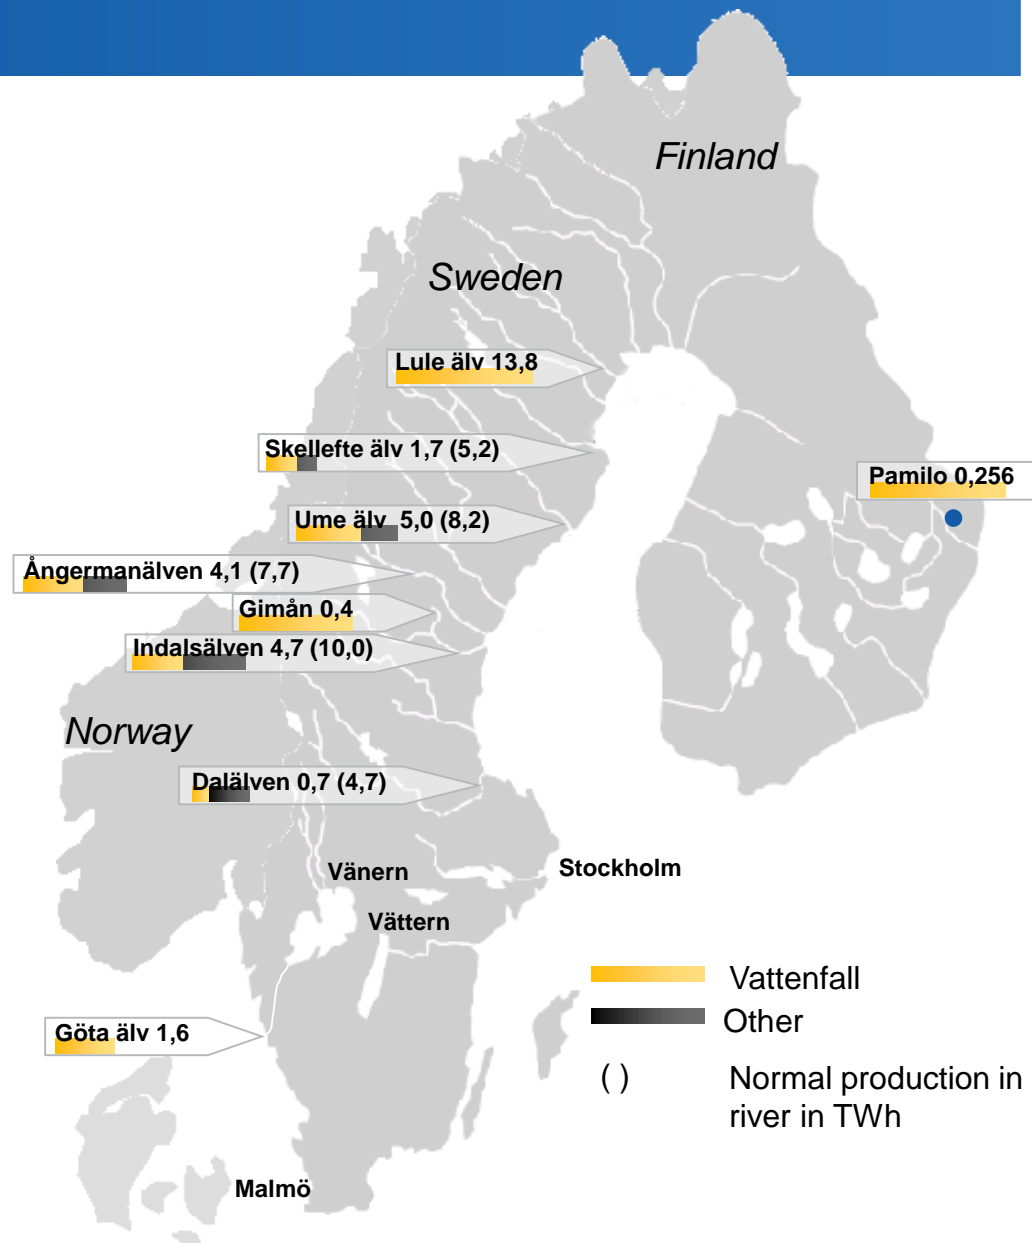 Finland
Sweden
Lule älv 13,8
Skellefte älv 1,7 (5,2)
Pamilo 0,256
Ume älv  5,0 (8,2)
Ångermanälven 4,1 (7,7)
Gimån 0,4
Indalsälven 4,7 (10,0)
Norway
Dalälven 0,7 (4,7)
Vänern
Stockholm
Vättern
Vattenfall
Other
Göta älv 1,6
( ) Normal production in
river in TWh
Malmö